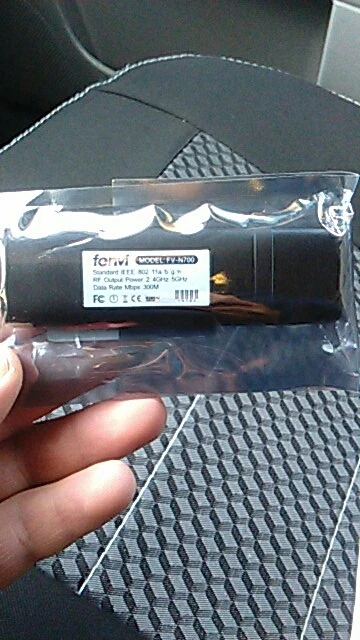 fenvi MODEL: FV-N700
Standard IEEE 802 11a b g n
RF Output Power 2 4GHz 5GHz
Data Rate Mbps 300M
FC CE